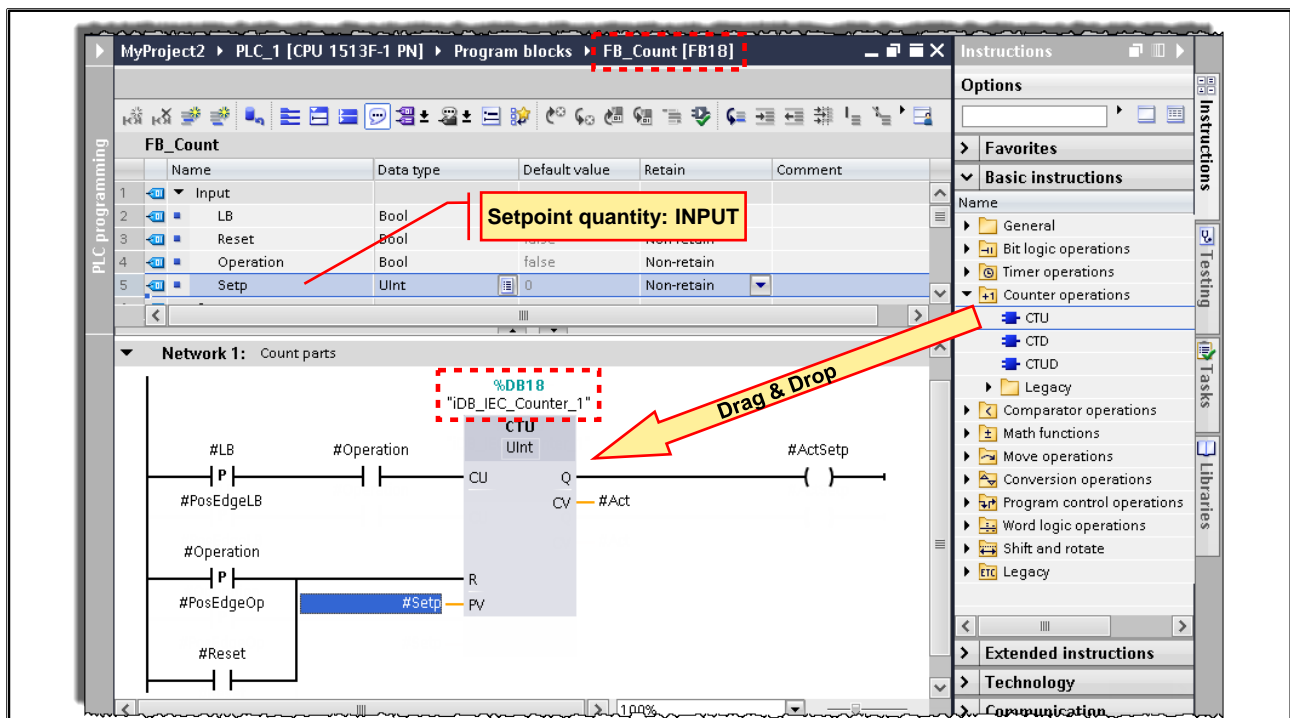 MyProject2 ▸ PLC_1 [CPU 1513F-1 PN] ▸ Program blocks ▸ FB_Count [FB18]
Instructions
Options
PLC programming
FB_Count
Name Data type Default value Retain Comment
1 Input
2 LB Bool
3 Reset Bool false Non-retain
4 Operation Bool false Non-retain
5 Setp UInt 0 Non-retain
Setpoint quantity: INPUT
Network 1: Count parts
%DB18
"iDB_IEC_Counter_1"
CTU
UInt
#LB #Operation #ActSetp
P CU Q
#PosEdgeLB CV #Act
#Operation
P R
#PosEdgeOp #Setp PV
#Reset
100%
Drag & Drop
Favorites
Basic instructions
Name
General
Bit logic operations
Timer operations
Counter operations
CTU
CTD
CTUD
Legacy
Comparator operations
Math functions
Move operations
Conversion operations
Program control operations
Word logic operations
Shift and rotate
Legacy
Extended instructions
Technology
Communication
Instructions
Testing
Tasks
Libraries